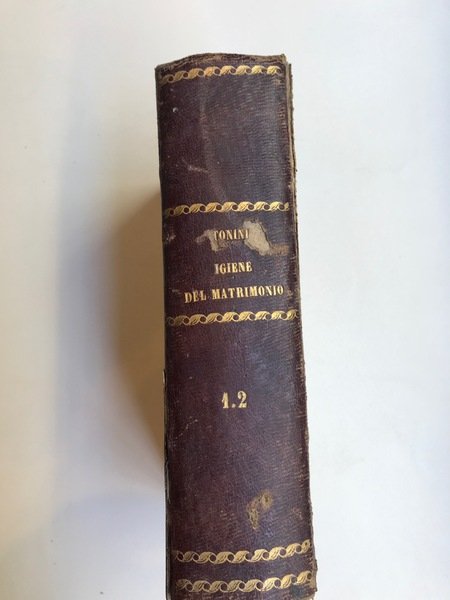 TONINI
IGIENE
DEL MATRIMONIO
1.2